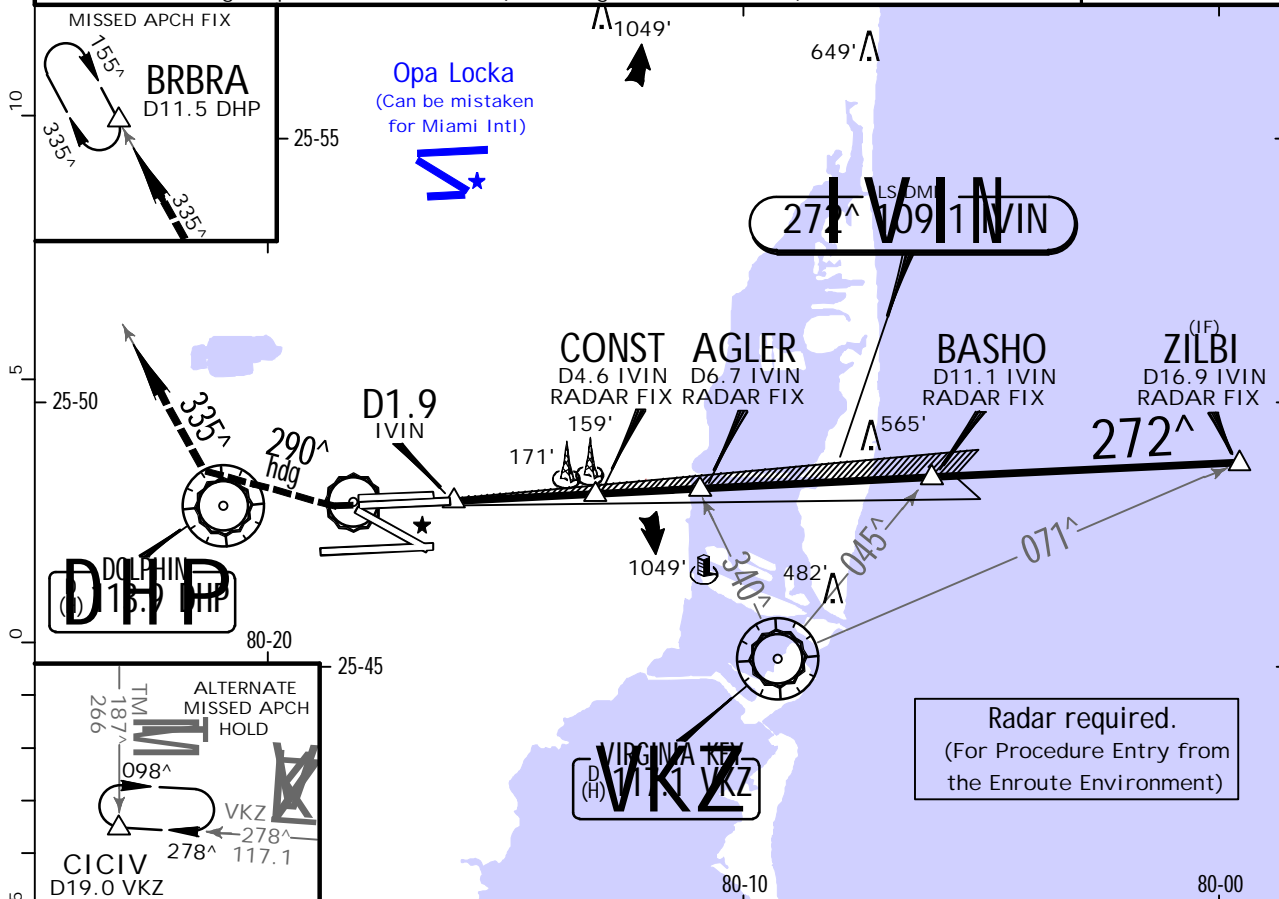 MISSED APCH FIX
155^
BRBRA
D11.5 DHP
335^
335^
10
25-55
Opa Locka
(Can be mistaken
for Miami Intl)
1049'
649'
LS DME
272^ 109.1 IVIN
IVIN
5
25-50
335^
290^
hdg
D1.9
IVIN
CONST
D4.6 IVIN
RADAR FIX
159'
171'
AGLER
D6.7 IVIN
RADAR FIX
BASHO
D11.1 IVIN
RADAR FIX
565'
(IF)
ZILBI
D16.9 IVIN
RADAR FIX
272^
1049'
340^
482'
045^
071^
DOLPHIN
(H) 113.9 DHP
DHP
0
80-20
25-45
VIRGINIA KEY
D
(H) 117.1 VKZ
VKZ
Radar required.
(For Procedure Entry from
the Enroute Environment)
ALTERNATE
MISSED APCH
HOLD
TM
187^
266
098^
VKZ
278^
117.1
278^
CICIV
D19.0 VKZ
5
80-10
80-00